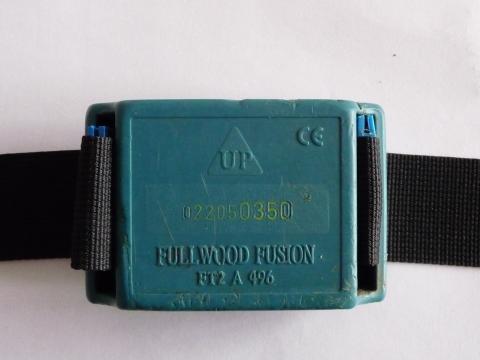 UP
CE
022050350
FULLWOOD FUSION
FT2 A 496